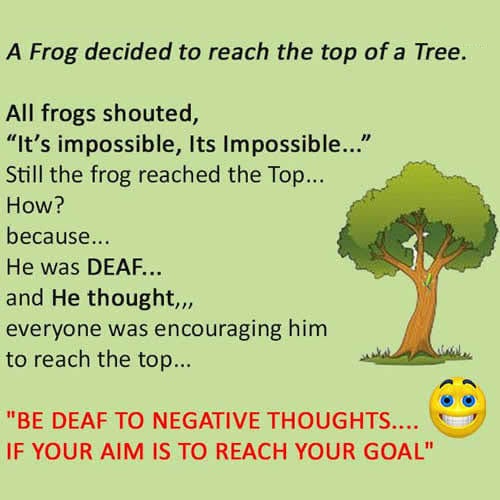 A Frog decided to reach the top of a Tree.
All frogs shouted,
“It’s impossible, Its Impossible...”
Still the frog reached the Top...
How?
because...
He was DEAF...
and He thought,,,
everyone was encouraging him
to reach the top...
"BE DEAF TO NEGATIVE THOUGHTS....
IF YOUR AIM IS TO REACH YOUR GOAL"